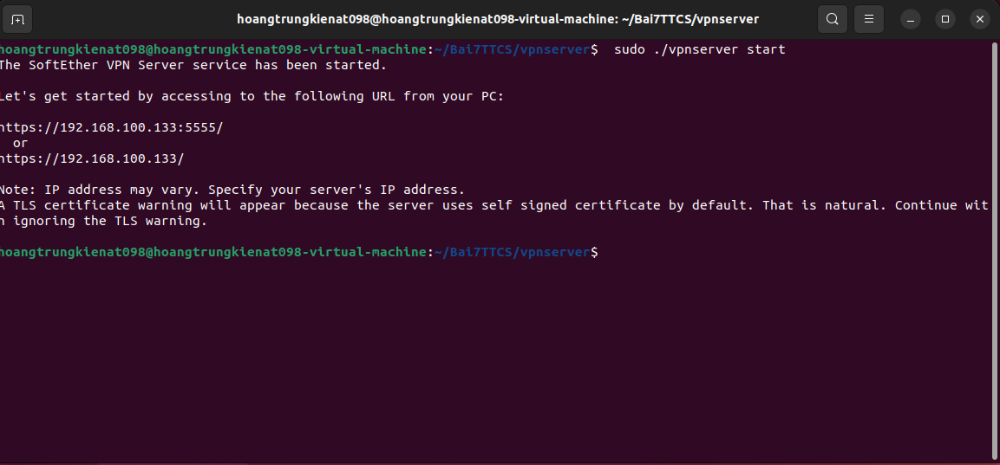 hoangtrungkienat098@hoangtrungkienat098-virtual-machine: ~/Bai7TTCS/vpnserver
hoangtrungkienat098@hoangtrungkienat098-virtual-machine:~/Bai7TTCS/vpnserver$  sudo ./vpnserver start
The SoftEther VPN Server service has been started.
Let's get started by accessing to the following URL from your PC:
https://192.168.100.133:5555/
or
https://192.168.100.133/
Note: IP address may vary. Specify your server's IP address.
A TLS certificate warning will appear because the server uses self signed certificate by default. That is natural. Continue wit
h ignoring the TLS warning.
hoangtrungkienat098@hoangtrungkienat098-virtual-machine:~/Bai7TTCS/vpnserver$